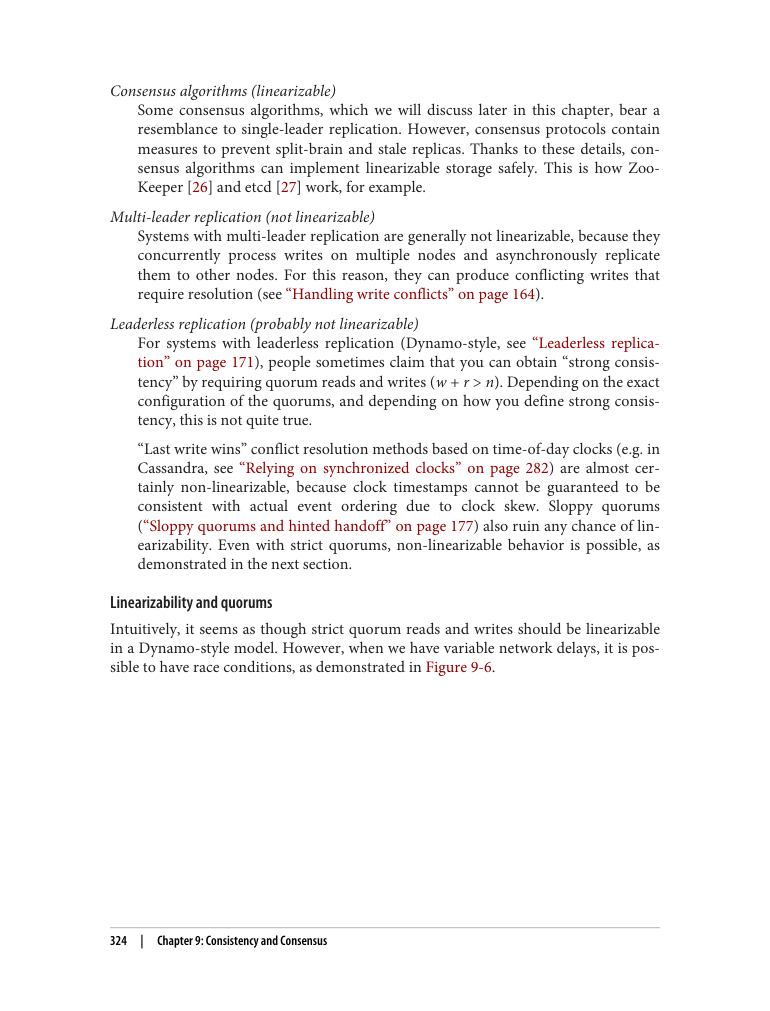 Consensus algorithms (linearizable)
Some consensus algorithms, which we will discuss later in this chapter, bear a
resemblance to single-leader replication. However, consensus protocols contain
measures to prevent split-brain and stale replicas. Thanks to these details, con-
sensus algorithms can implement linearizable storage safely. This is how Zoo-
Keeper [26] and etcd [27] work, for example.
Multi-leader replication (not linearizable)
Systems with multi-leader replication are generally not linearizable, because they
concurrently process writes on multiple nodes and asynchronously replicate
them to other nodes. For this reason, they can produce conflicting writes that
require resolution (see “Handling write conflicts” on page 164).
Leaderless replication (probably not linearizable)
For systems with leaderless replication (Dynamo-style, see “Leaderless replica-
tion” on page 171), people sometimes claim that you can obtain “strong consis-
tency” by requiring quorum reads and writes (w + r > n). Depending on the exact
configuration of the quorums, and depending on how you define strong consis-
tency, this is not quite true.
“Last write wins” conflict resolution methods based on time-of-day clocks (e.g. in
Cassandra, see “Relying on synchronized clocks” on page 282) are almost cer-
tainly non-linearizable, because clock timestamps cannot be guaranteed to be
consistent with actual event ordering due to clock skew. Sloppy quorums
(“Sloppy quorums and hinted handoff” on page 177) also ruin any chance of lin-
earizability. Even with strict quorums, non-linearizable behavior is possible, as
demonstrated in the next section.
Linearizability and quorums
Intuitively, it seems as though strict quorum reads and writes should be linearizable
in a Dynamo-style model. However, when we have variable network delays, it is pos-
sible to have race conditions, as demonstrated in Figure 9-6.
324 | Chapter 9: Consistency and Consensus